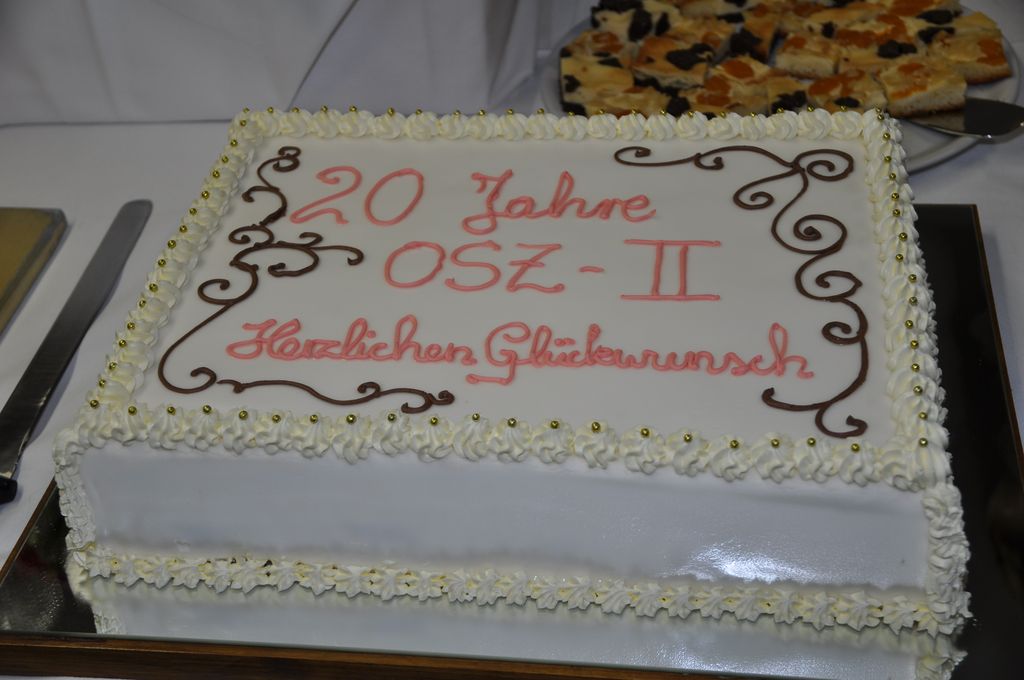 20 Jahre
OSZ - II
Herzlichen Glückwunsch